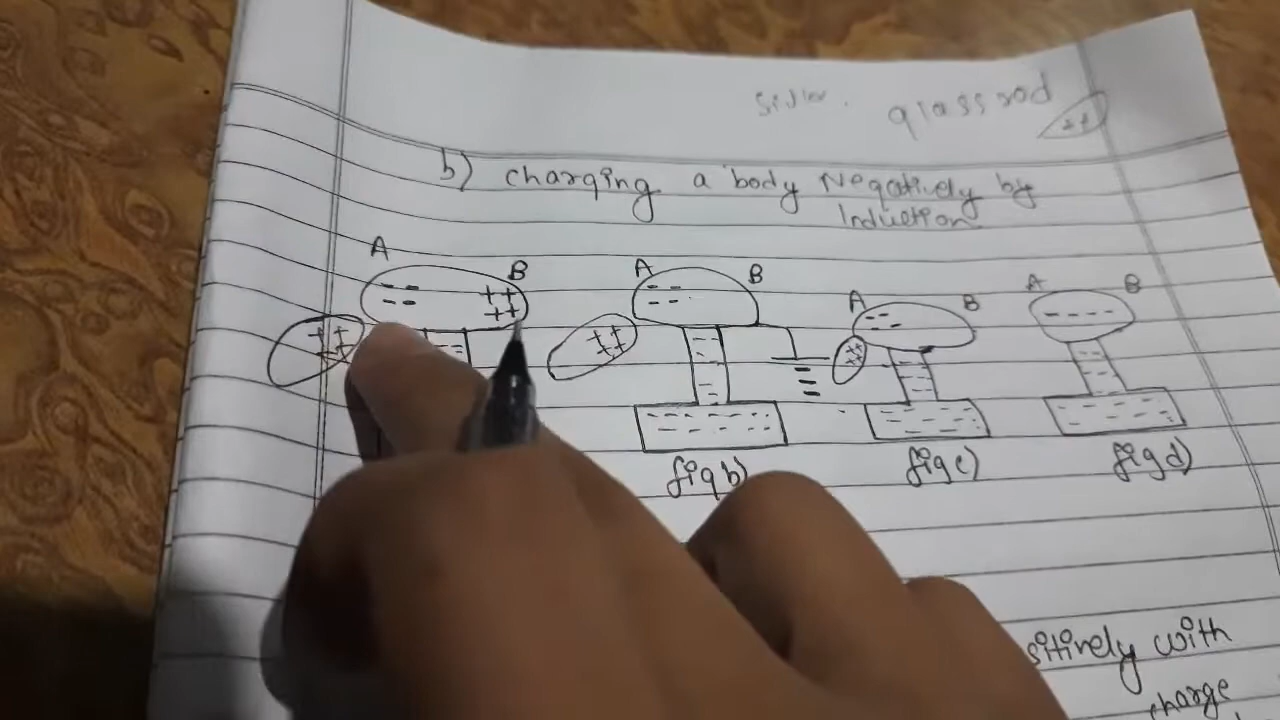 glass rod
++
b) charging a body Negatively by
Induction
A B A B A B A B
-- ++ -- -- ----
-- ++ -- --
++ ++ ++
++ ++ ++
fig b) fig c) fig d)
sitively with
charge